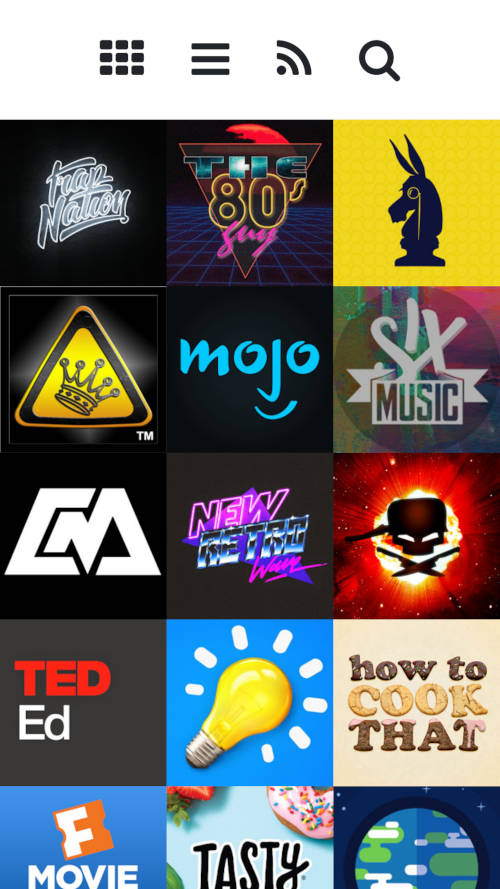 trap
Nation
THE
80's
guy
TM
mojo
SIX
MUSIC
NEW
RETRO
Wave
TED
Ed
how to
COOK
THAT
MOVIE
TASTY